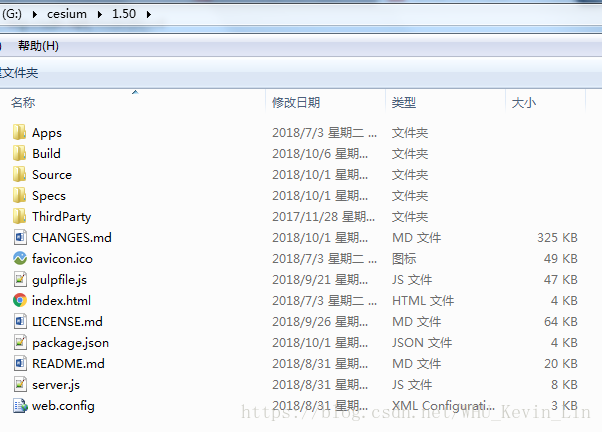 (G:) cesium 1.50
) 帮助(H)
文件夹
名称 修改日期 类型 大小
Apps 2018/7/3 星期二 ... 文件夹
Build 2018/10/6 星期... 文件夹
Source 2018/10/1 星期... 文件夹
Specs 2018/10/1 星期... 文件夹
ThirdParty 2017/11/28 星期... 文件夹
CHANGES.md 2018/10/1 星期... MD 文件 325 KB
favicon.ico 2018/7/3 星期二 ... 图标 49 KB
gulpfile.js 2018/9/21 星期... JS 文件 47 KB
index.html 2018/7/3 星期二 ... HTML 文件 4 KB
LICENSE.md 2018/9/26 星期... MD 文件 64 KB
package.json 2018/10/1 星期... JSON 文件 4 KB
README.md 2018/8/31 星期... MD 文件 20 KB
server.js 2018/8/31 星期... JS 文件 8 KB
web.config 2018/8/31 星期... XML Configurati... 3 KB
https://blog.csdn.net/Who_Kevin_Lin